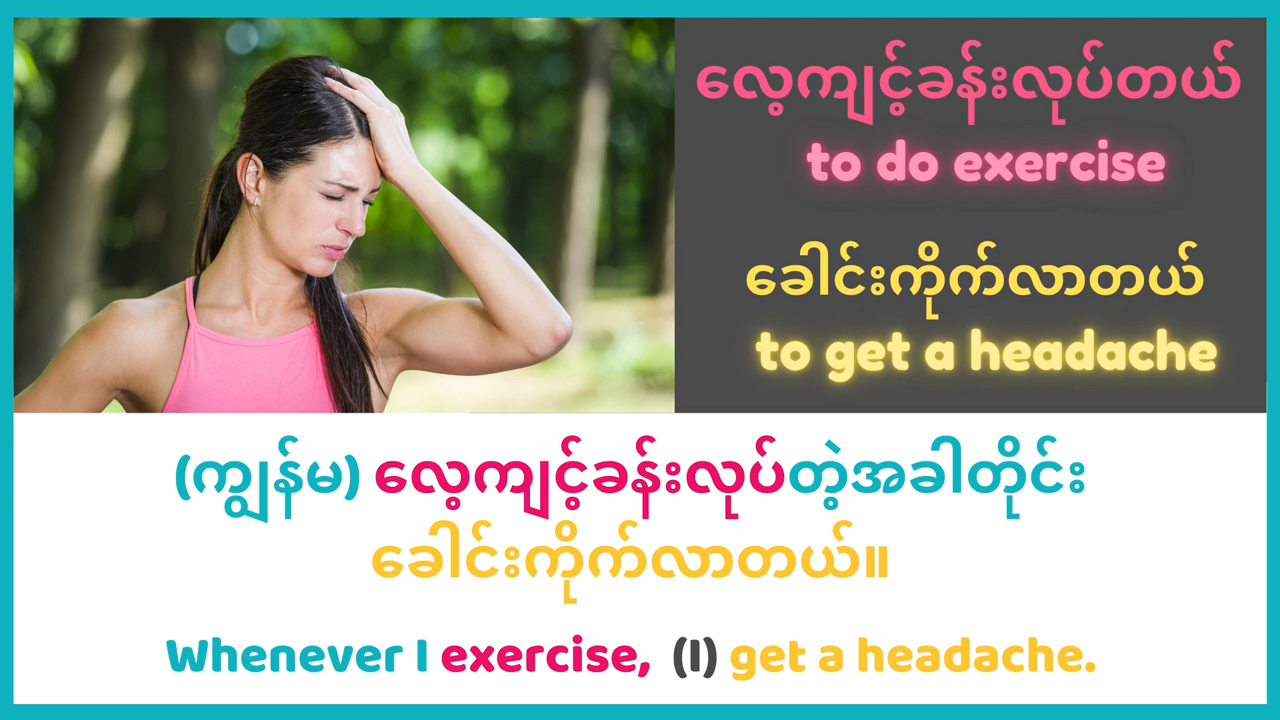 လေ့ကျင့်ခန်းလုပ်တယ်
to do exercise
ခေါင်းကိုက်လာတယ်
to get a headache
(ကျွန်မ) လေ့ကျင့်ခန်းလုပ်တဲ့အခါတိုင်း
ခေါင်းကိုက်လာတယ်။
Whenever I exercise, (I) get a headache.